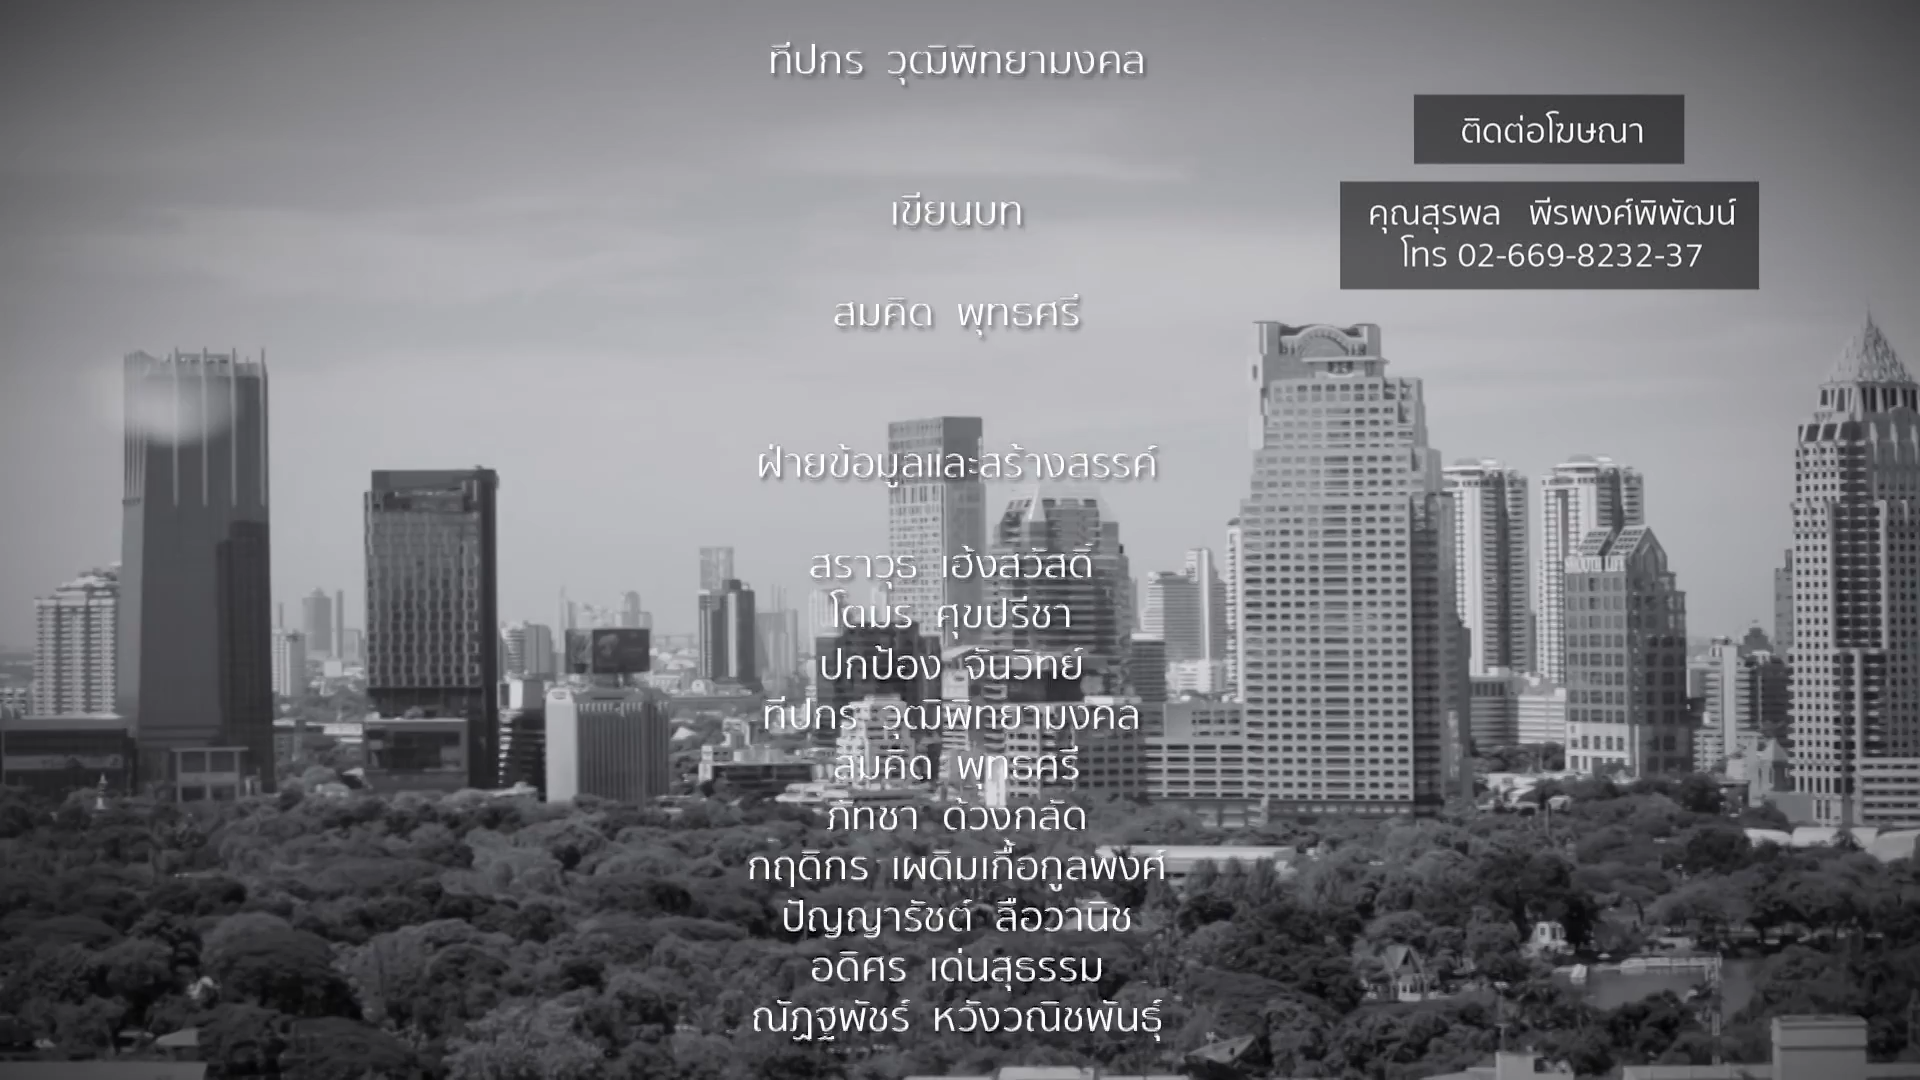 ทีปกร วุฒิพิทยามงคล
ติดต่อโฆษณา
คุณสุรพล พีรพงศ์พิพัฒน์
โทร 02-669-8232-37
เขียนบท
สมคิด พุทธศรี
ฝ่ายข้อมูลและสร้างสรรค์
สราวุธ เฮ้งสวัสดิ์
โตมร ศุขปรีชา
ปกป้อง จันวิทย์
ทีปกร วุฒิพิทยามงคล
สมคิด พุทธศรี
ภัทชา ด้วงกลัด
กฤดิกร เผดิมเกื้อกูลพงศ์
ปัญญารัชต์ ลือวานิช
อดิศร เด่นสุธรรม
ณัฏฐพัชร์ หวังวณิชพันธุ์